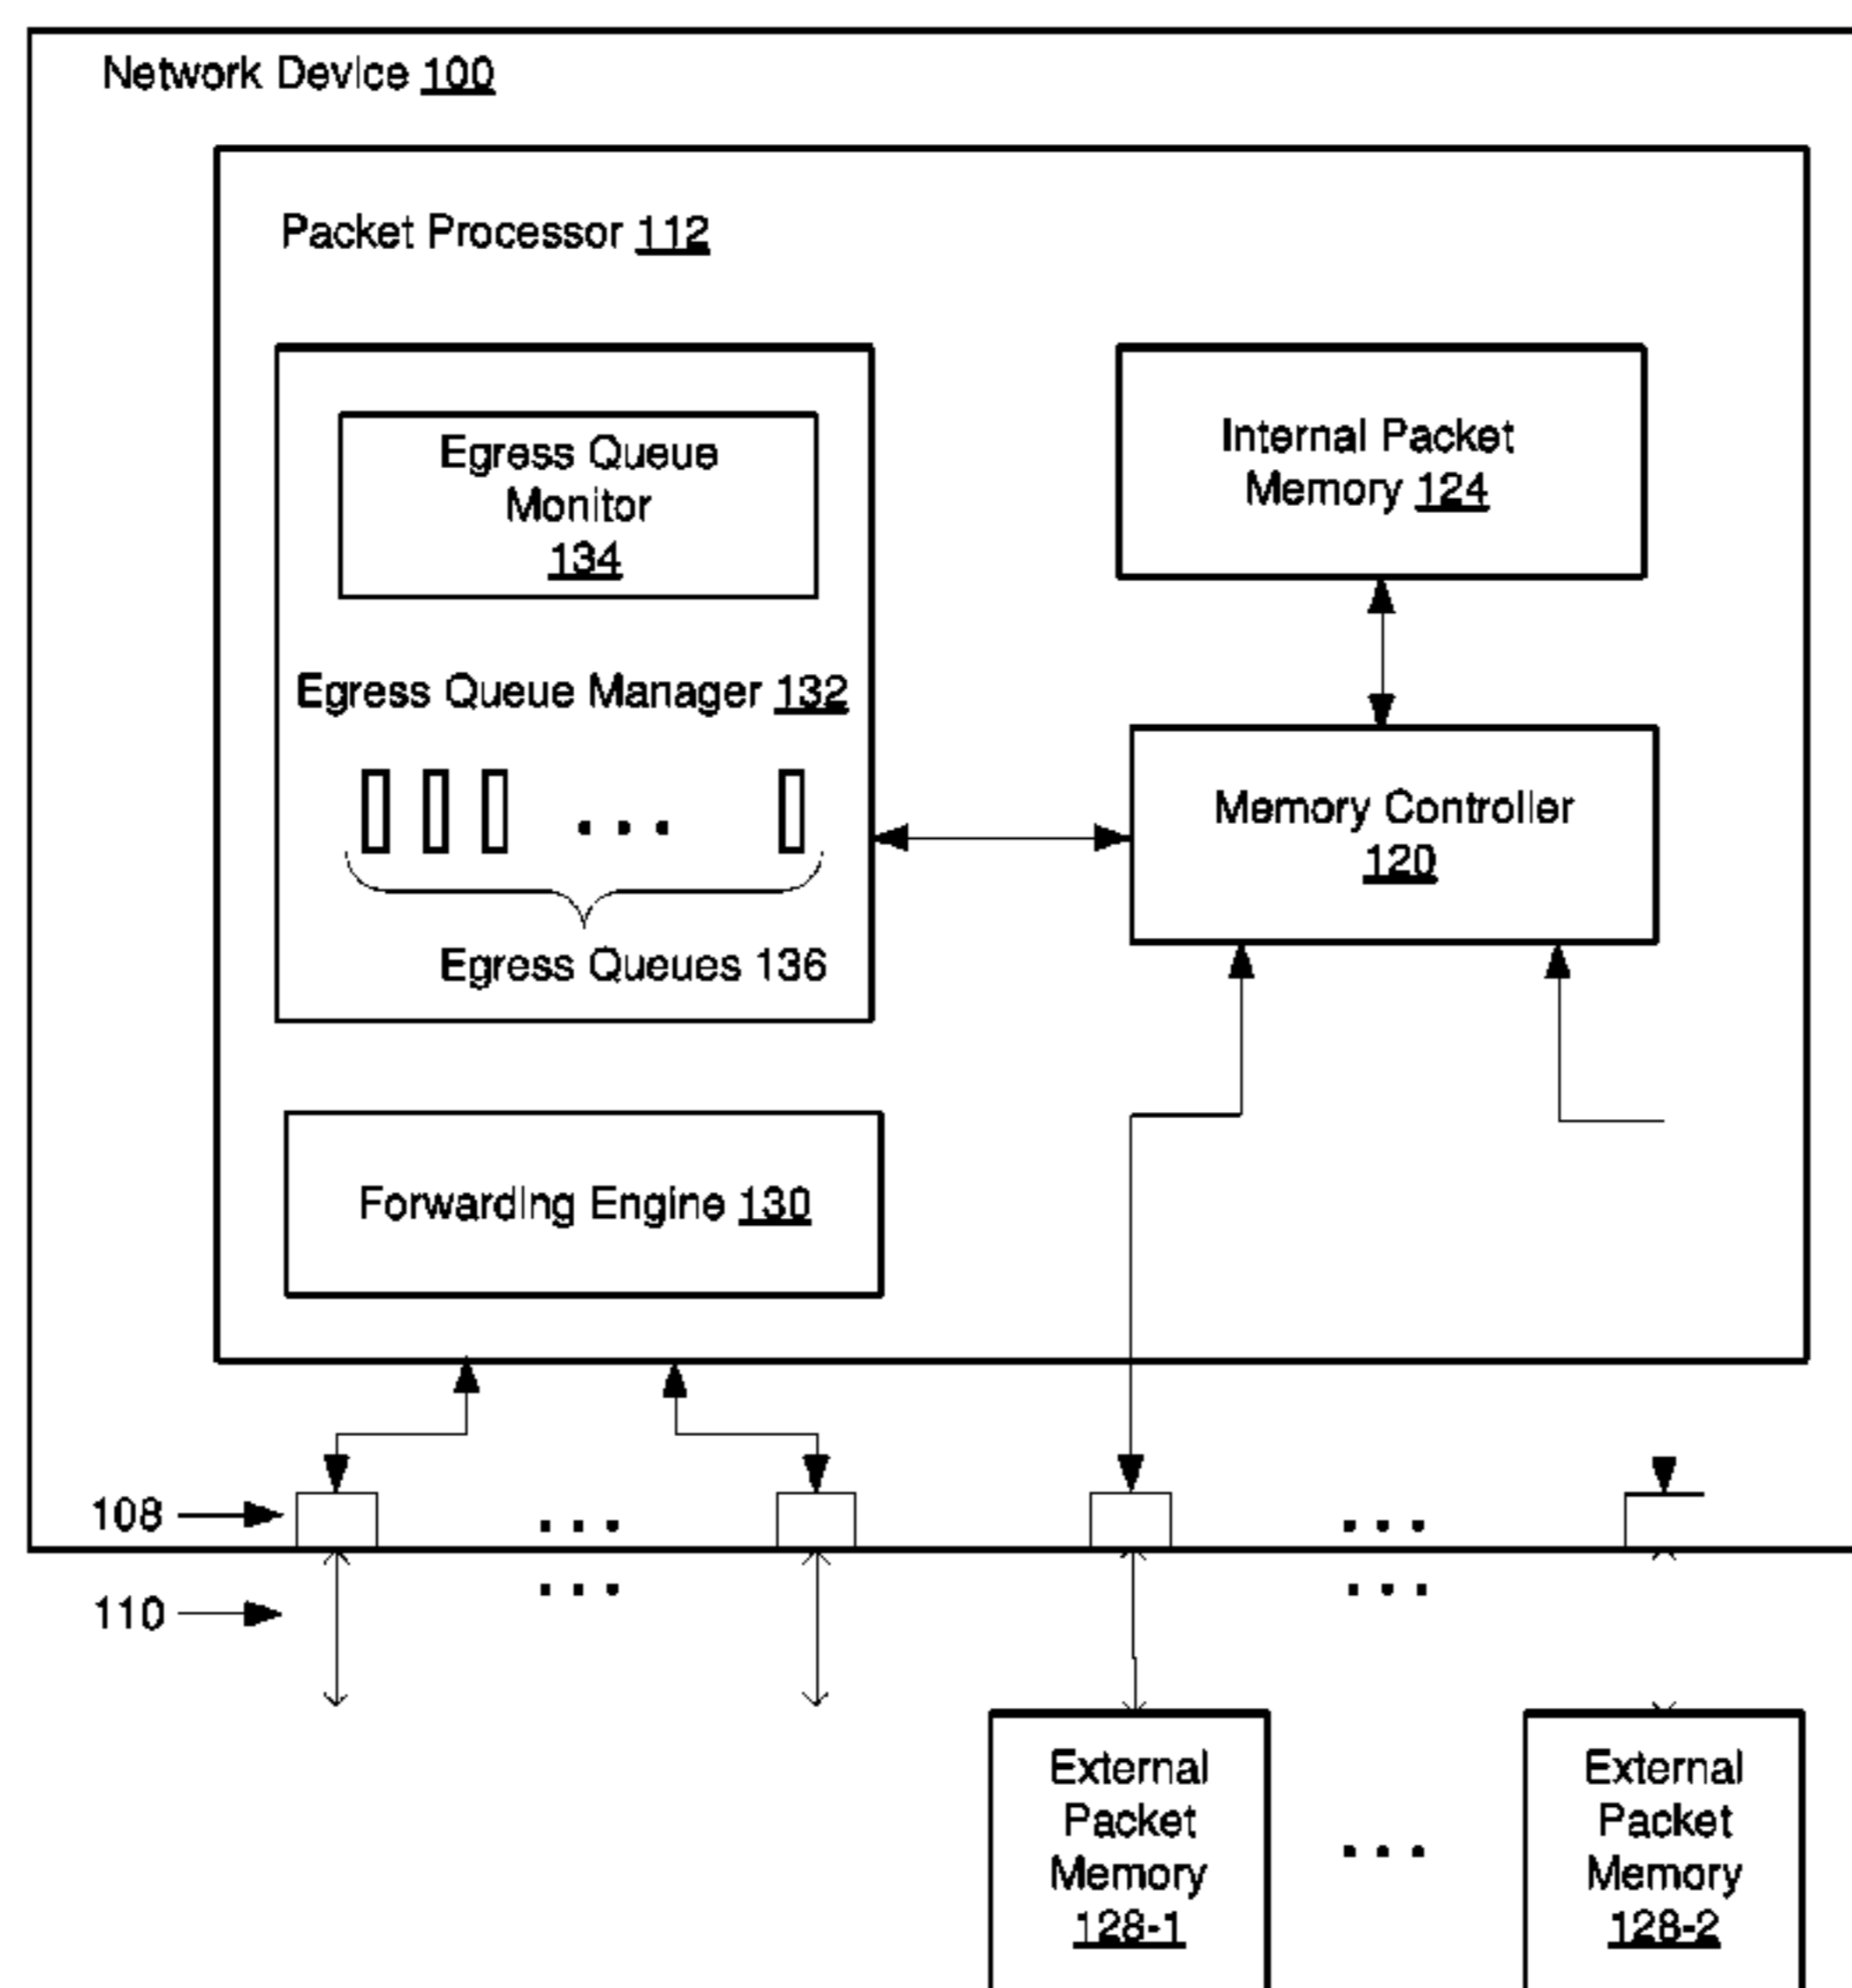 Network Device 100
Packet Processor 112
Egress Queue
Monitor
134
Egress Queue Manager 132
Egress Queues 136
Internal Packet
Memory 124
Memory Controller
120
Forwarding Engine 130
108
110
External
Packet
Memory
128-1
External
Packet
Memory
128-2